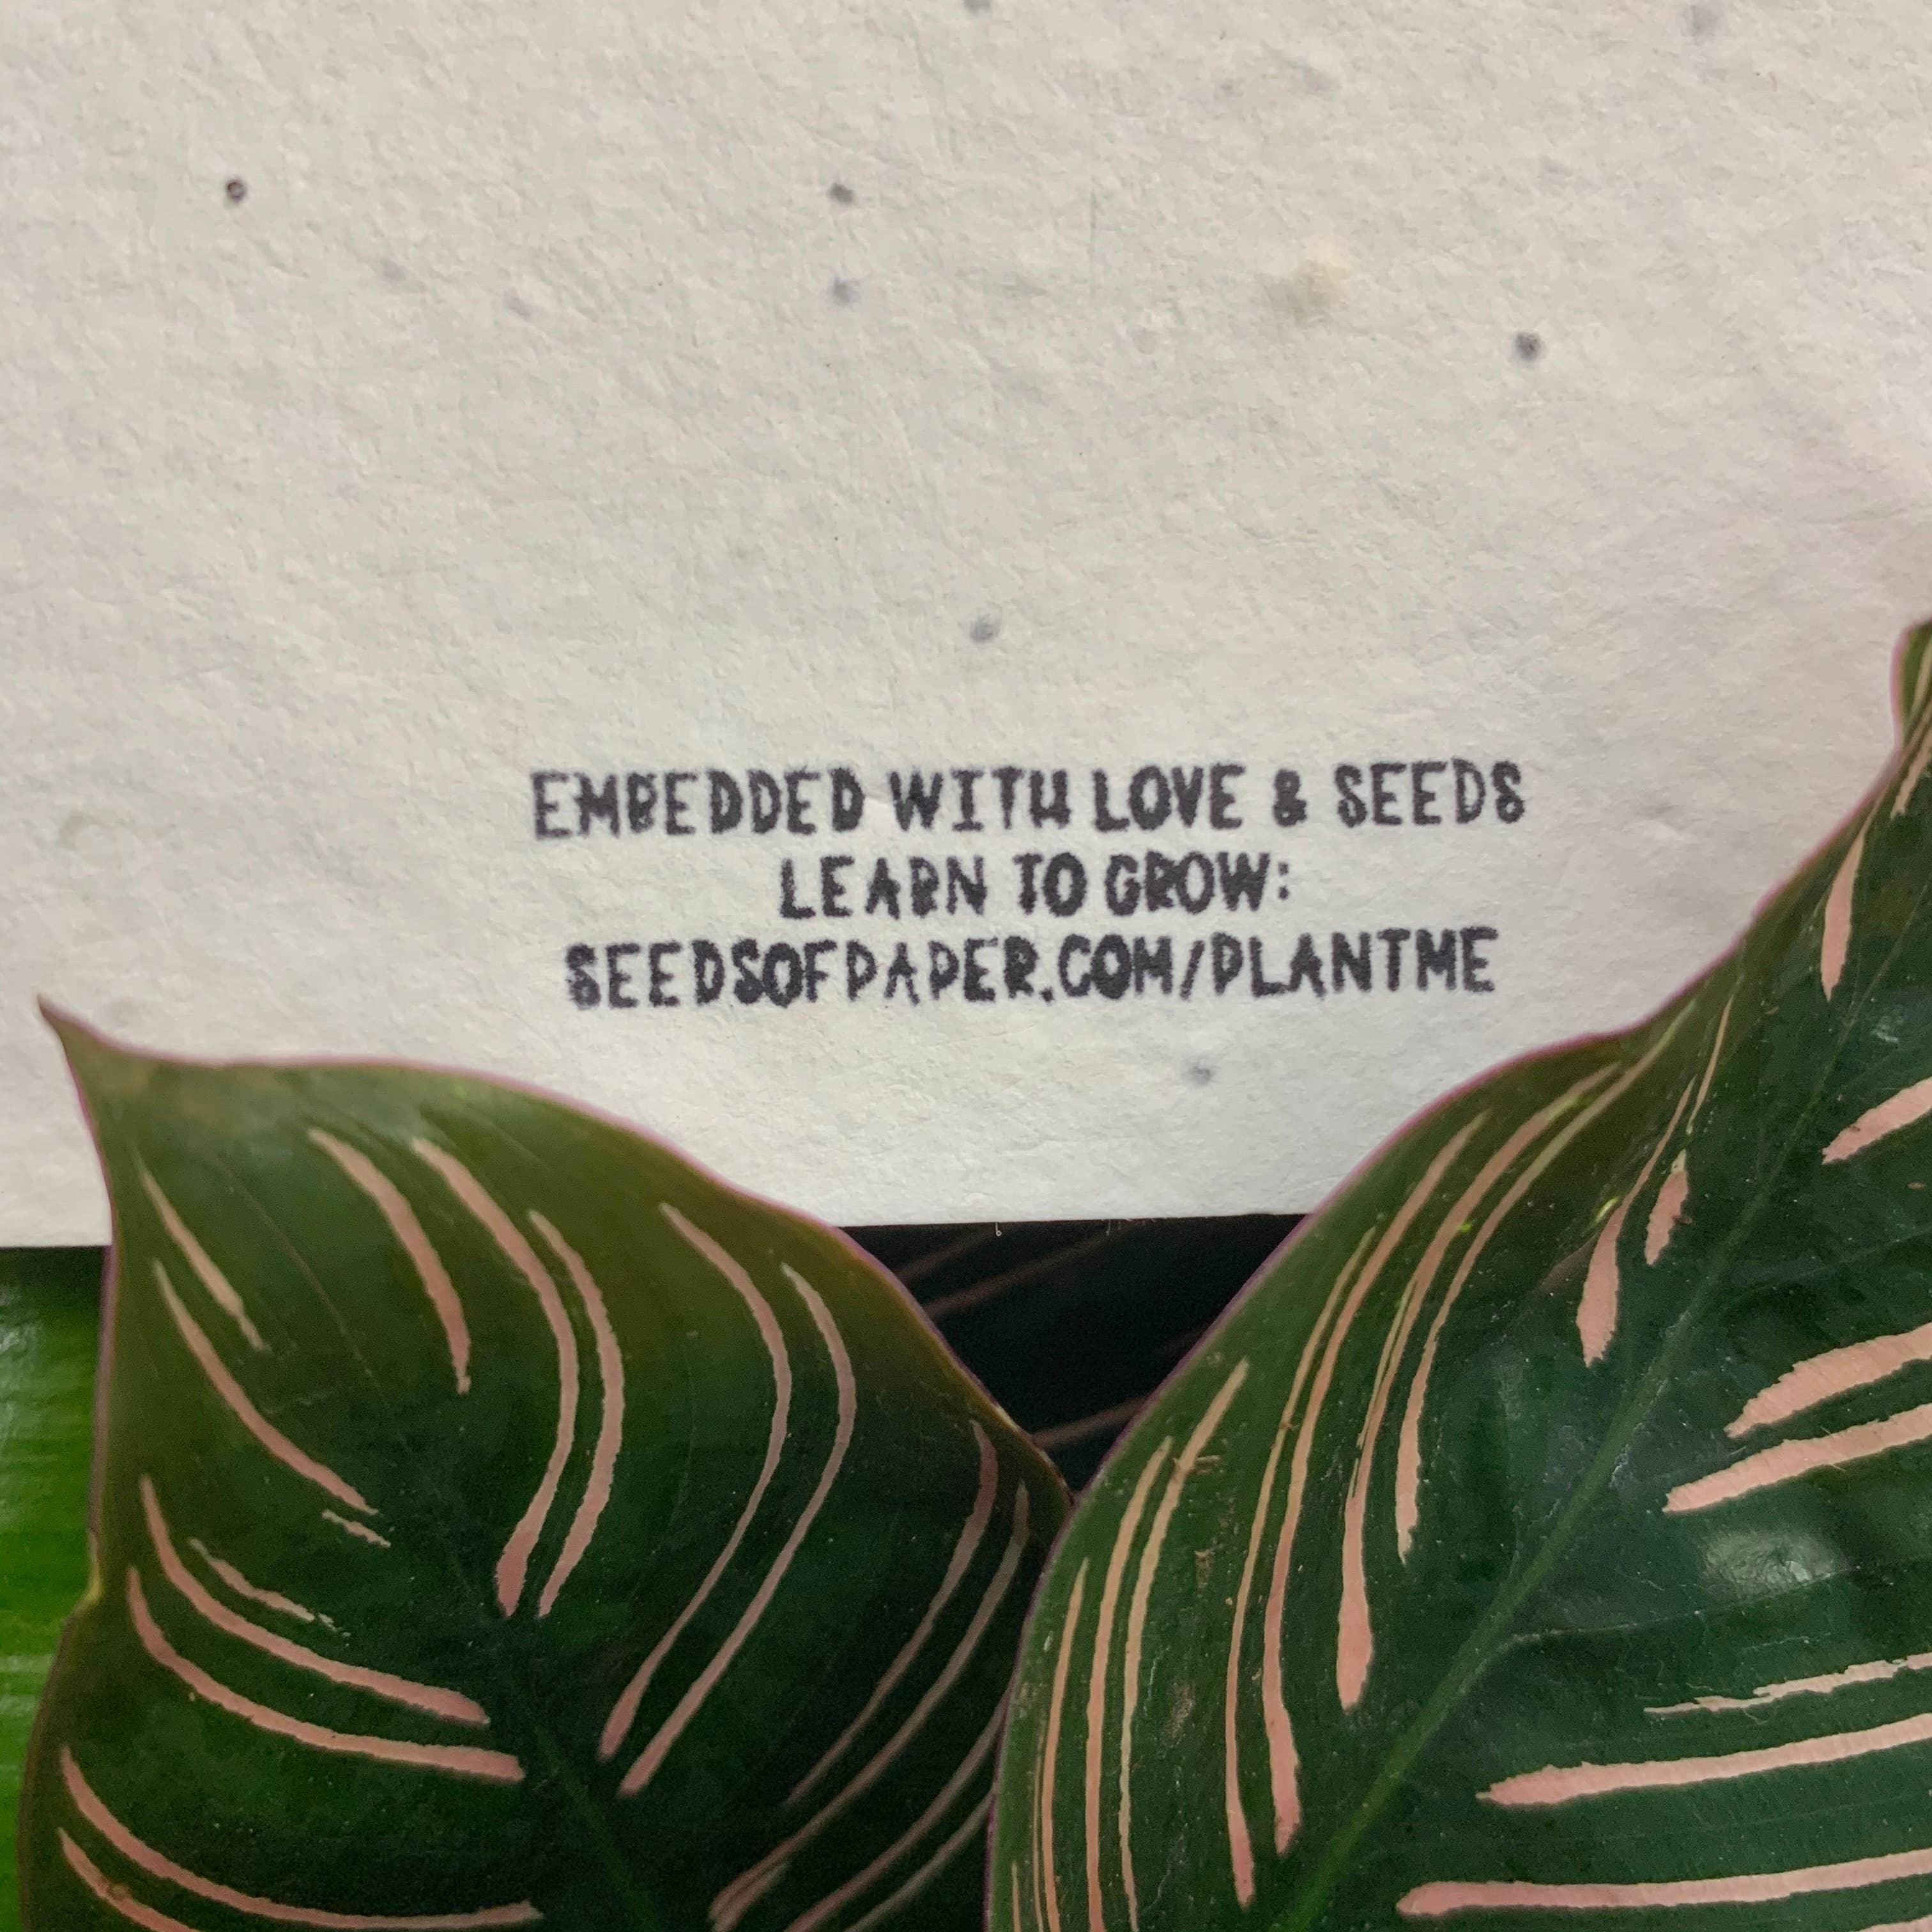 EMBEDDED WITH LOVE & SEEDS
LEARN TO GROW:
SEEDSOFPAPER.COM/PLANTME